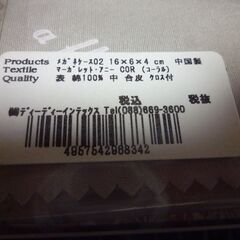 Products ﾒｶﾞﾈｹｰｽ02 16×6×4 cm 中国製
Textile ﾏｰｶﾞﾚｯﾄ･ｱﾆｰ COR (ｺｰﾗﾙ)
Quality 表 綿100% 中 合皮 ｸﾛｽ付
税込 税抜
㈱ディーディーインテックス Tel(088)669-3600
4957542988342